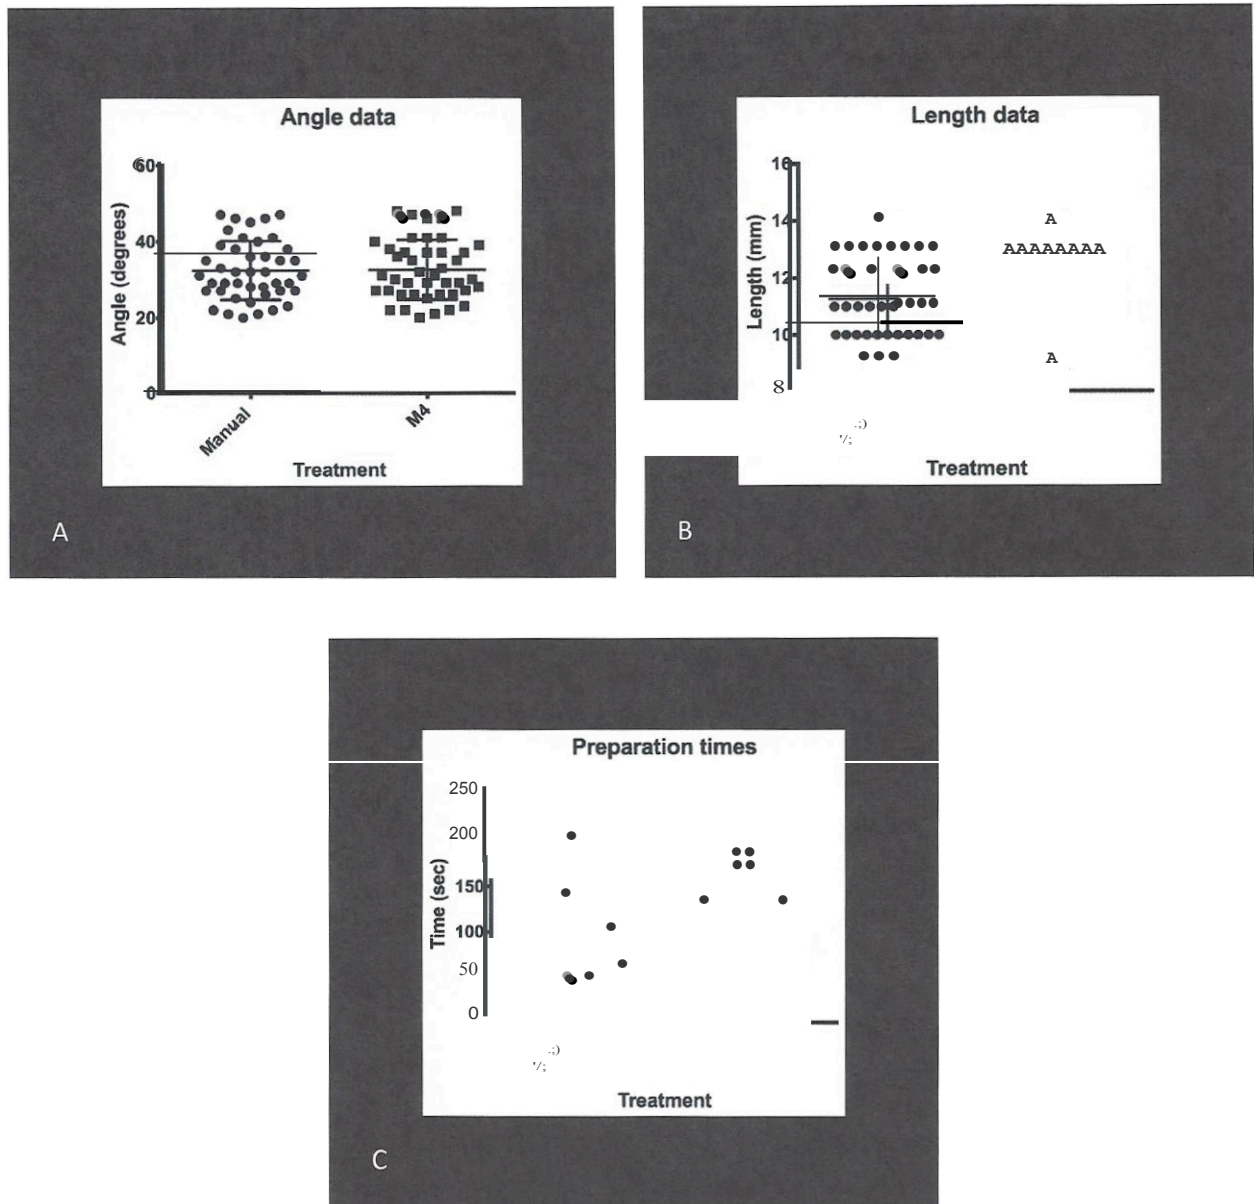 Angle data
60
40
20
0
Angle (degrees)
Manual
M4
Treatment
A
Length data
16
14
12
10
8
Length (mm)
A
AAAAAAAA
A
.;)
'/;
Treatment
B
Preparation times
250
200
150
100
50
0
Time (sec)
.;)
'/;
Treatment
C